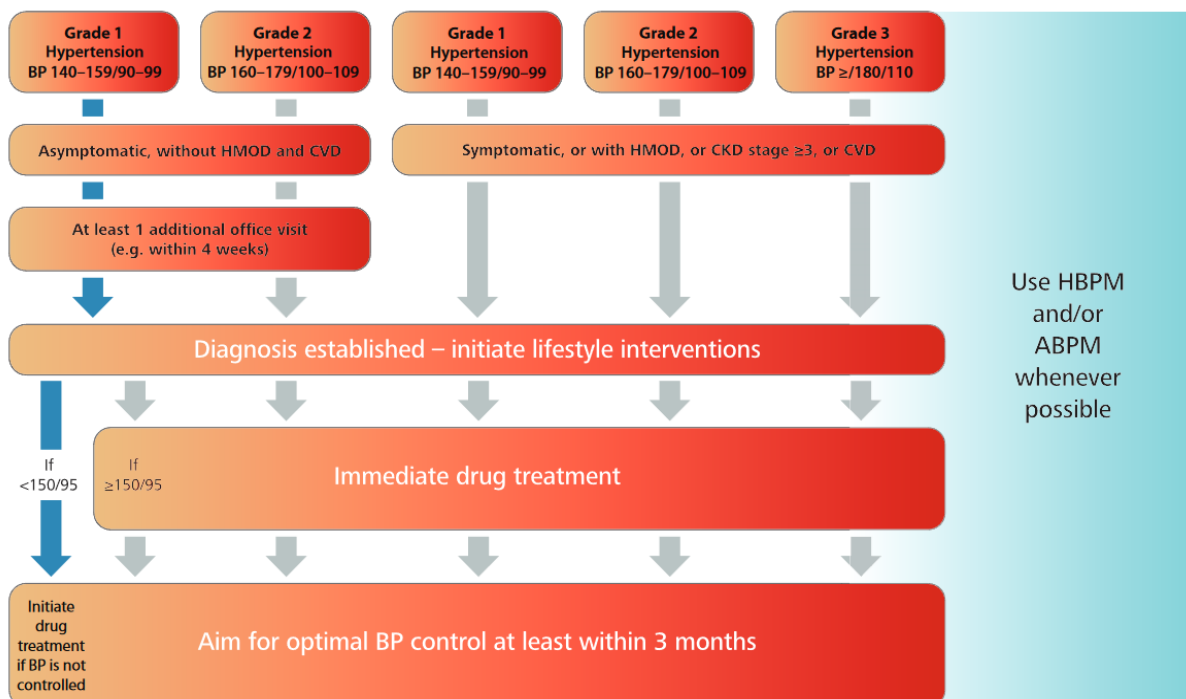 Grade 1
Hypertension
BP 140–159/90–99
Grade 2
Hypertension
BP 160–179/100–109
Grade 1
Hypertension
BP 140–159/90–99
Grade 2
Hypertension
BP 160–179/100–109
Grade 3
Hypertension
BP ≥/180/110
Asymptomatic, without HMOD and CVD
Symptomatic, or with HMOD, or CKD stage ≥3, or CVD
At least 1 additional office visit
(e.g. within 4 weeks)
Diagnosis established – initiate lifestyle interventions
If
<150/95
If
≥150/95
Immediate drug treatment
Initiate
drug
treatment
if BP is not
controlled
Aim for optimal BP control at least within 3 months
Use HBPM
and/or
ABPM
whenever
possible